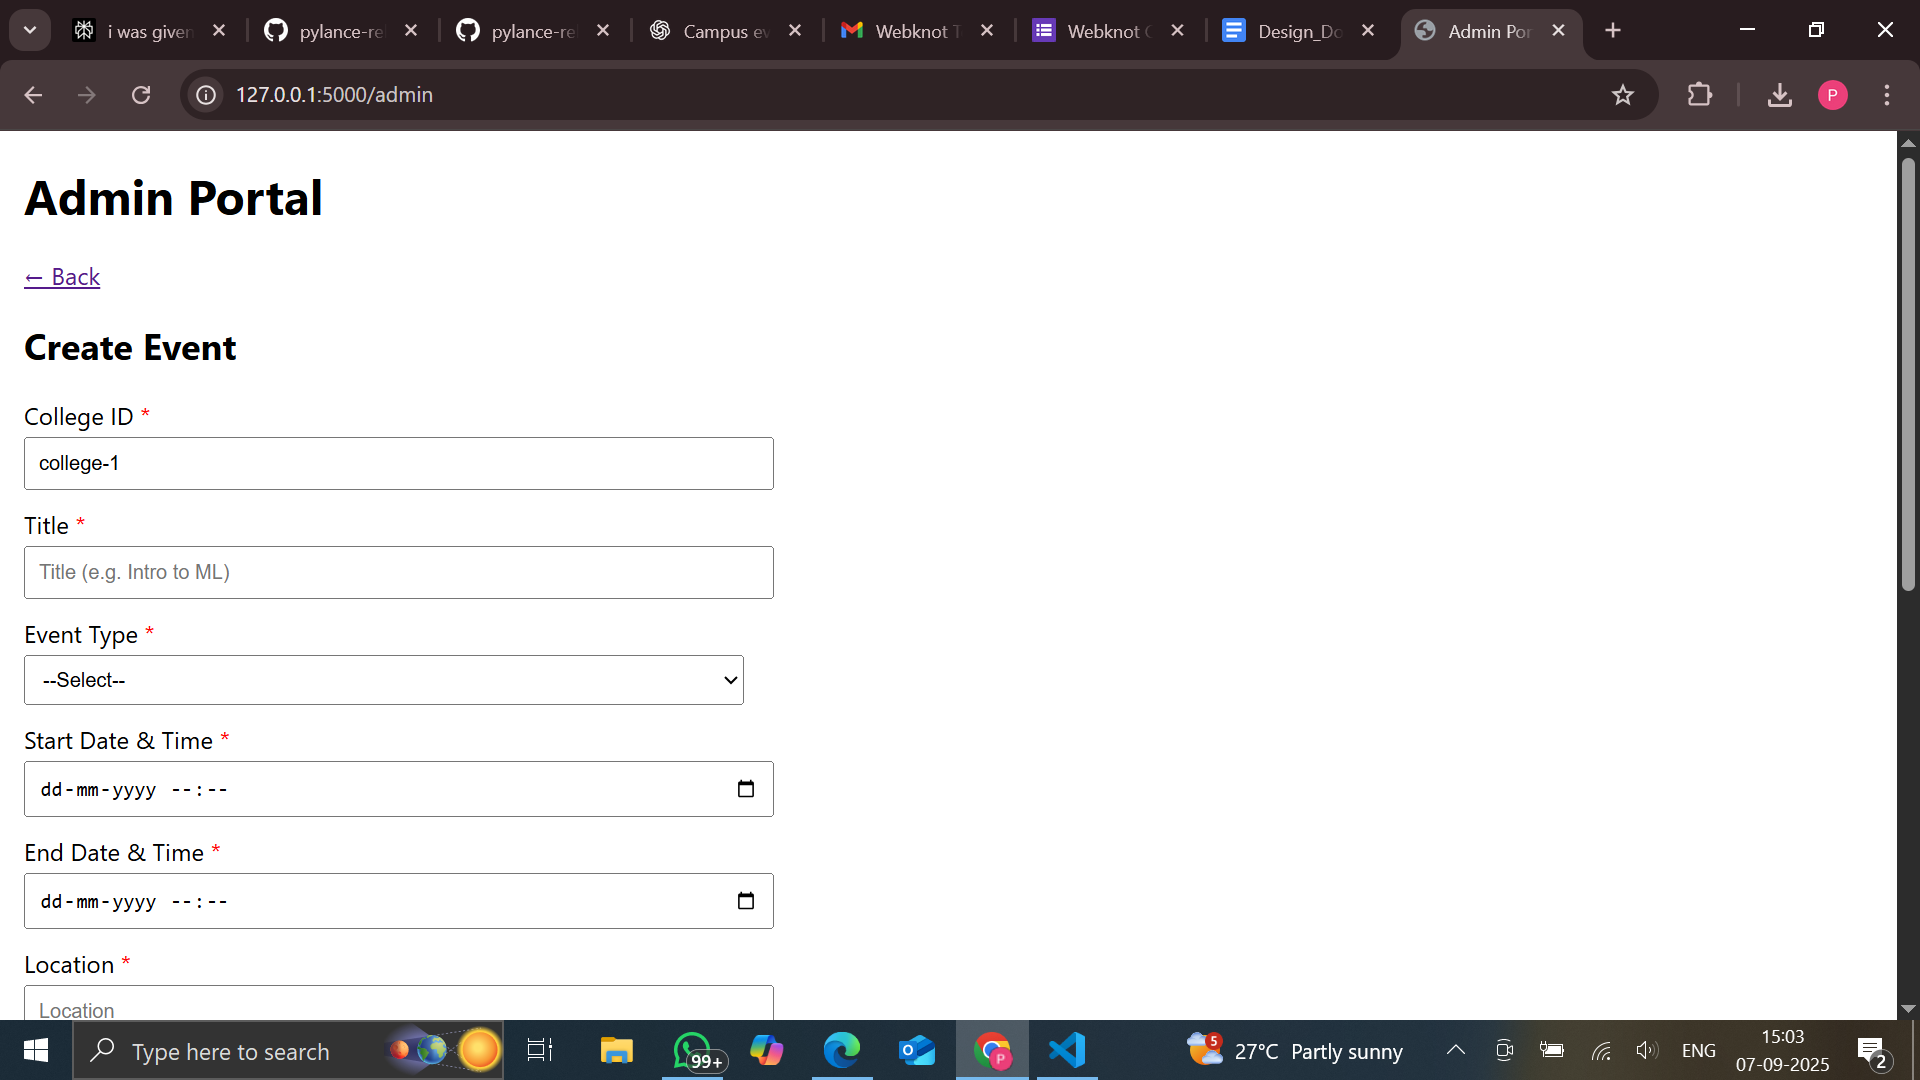 i was given
pylance-re
pylance-re
Campus ev
Webknot T
Webknot
Design_Do
Admin Por
127.0.0.1:5000/admin
P
Admin Portal
← Back
Create Event
College ID *
college-1
Title *
Title (e.g. Intro to ML)
Event Type *
--Select--
Start Date & Time *
dd-mm-yyyy --:--
End Date & Time *
dd-mm-yyyy --:--
Location *
Location
Type here to search
99+
P
5
27°C Partly sunny
ENG
15:03
07-09-2025
2